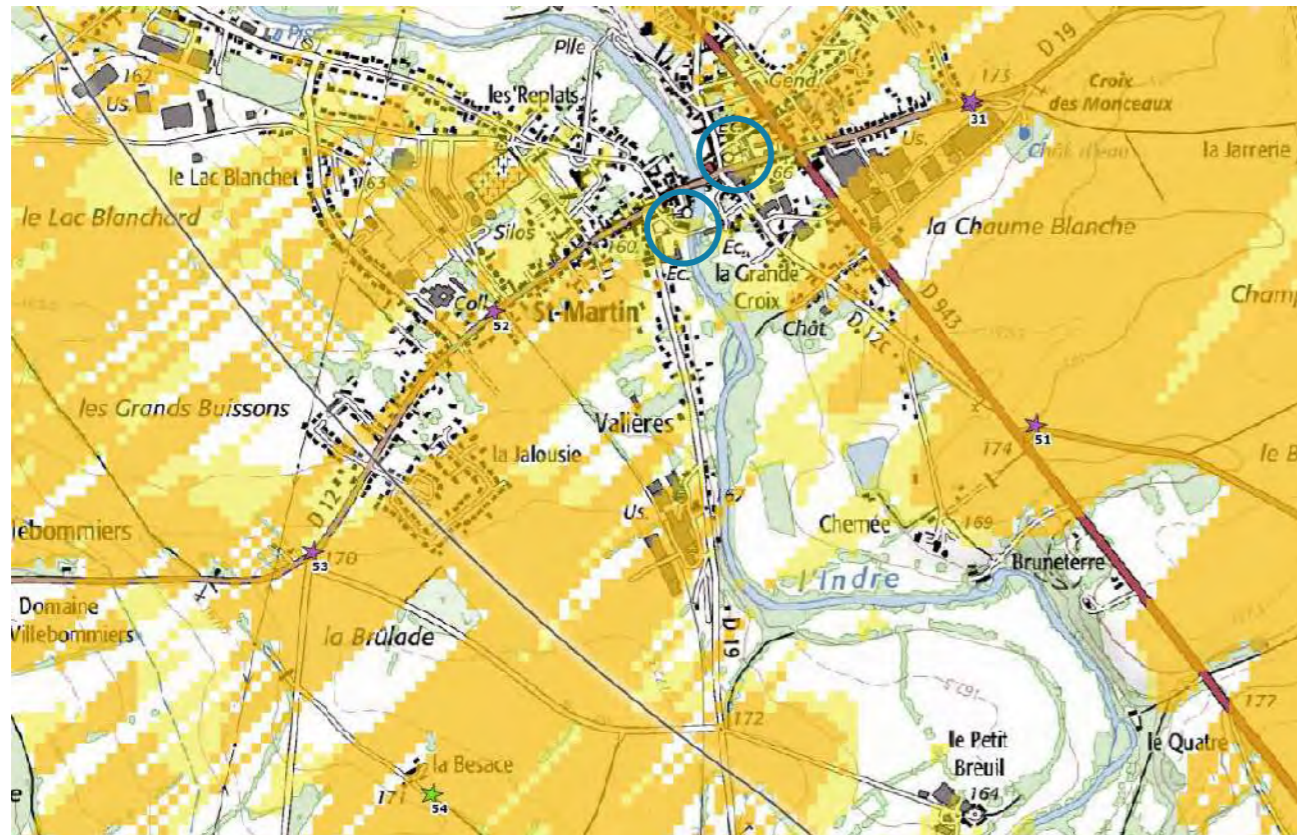 La Pisc
Pile
D 19
162
Us.
les Replats
Gend
173
Croix
des Monceaux
31
Ec.
Us.
Chât d'eau
la Jarrerie
le Lac Blanchet
163
66
le Lac Blanchard
Silos
160
la Chaume Blanche
Ec.
Ec.
la Grande
Croix
Coll.
52
St-Martin
Chât.
D 943
Champ
les Grands Buissons
Valières
51
174
la Jalousie
le B
D 12
Us.
167
lebommiers
Chemée
169
53
170
Bruneterre
l'Indre
Domaine
Villebommiers
la Brûlade
D 19
172
177
le Petit
Breuil
164
le Quatre
la Besace
171
54
e